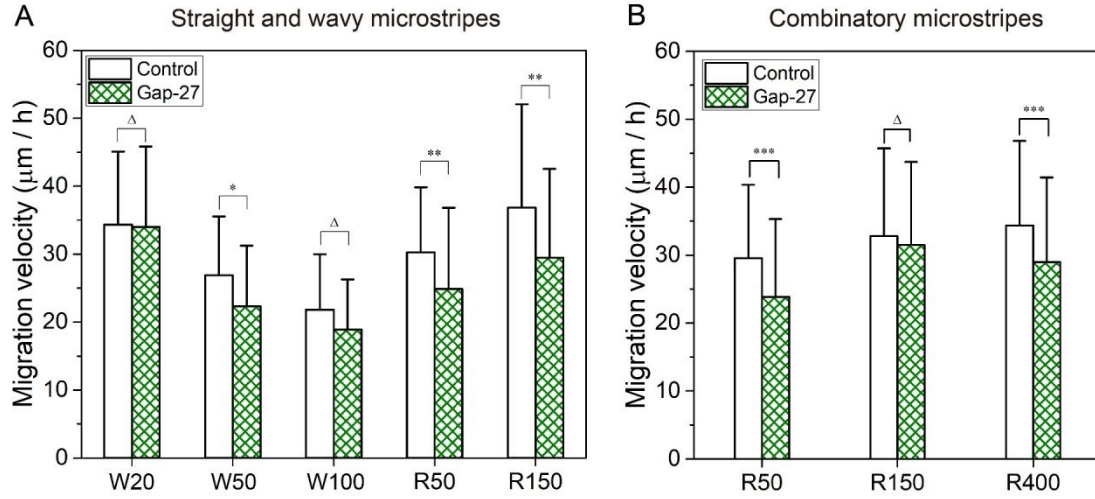 A
Straight and wavy microstripes
Migration velocity (μm / h)
60
50
40
30
20
10
0
Control
Gap-27
Δ
*
Δ
**
**
W20 W50 W100 R50 R150
B
Combinatory microstripes
Migration velocity (μm / h)
60
50
40
30
20
10
0
Control
Gap-27
***
Δ
***
R50 R150 R400